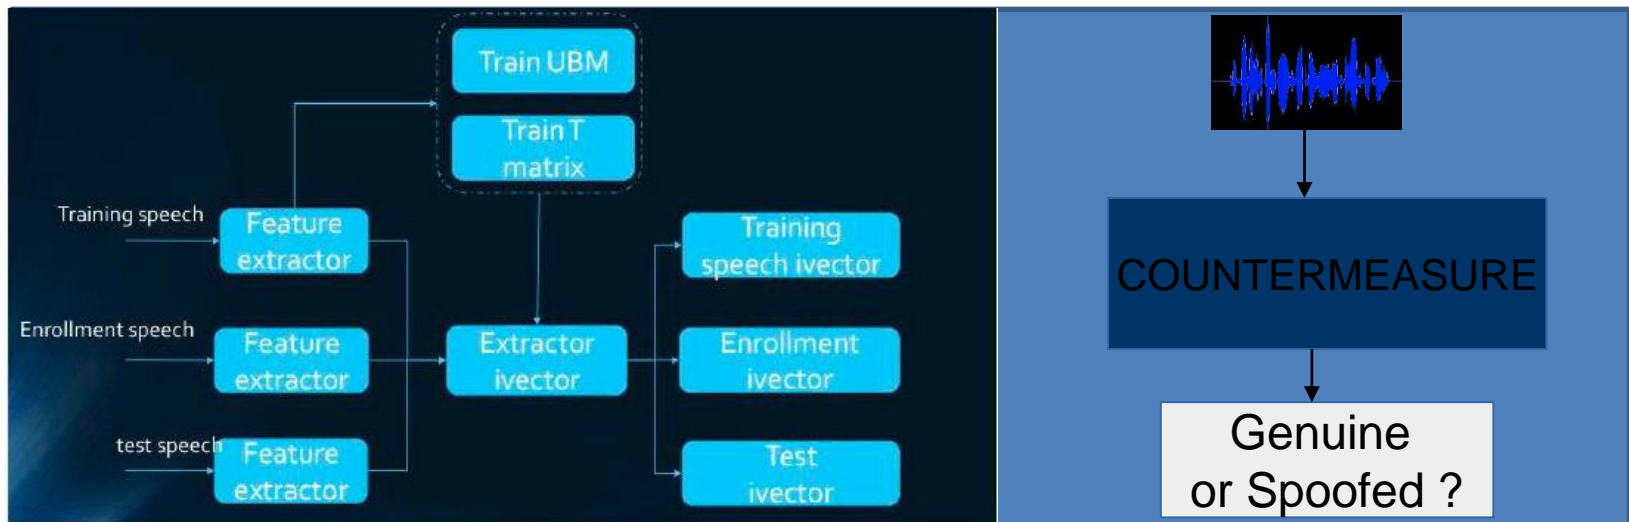 Train UBM
Train T
matrix
Training speech
Feature
extractor
Training
speech ivector
Enrollment speech
Feature
extractor
Extractor
ivector
Enrollment
ivector
test speech
Feature
extractor
Test
ivector
COUNTERMEASURE
Genuine
or Spoofed ?